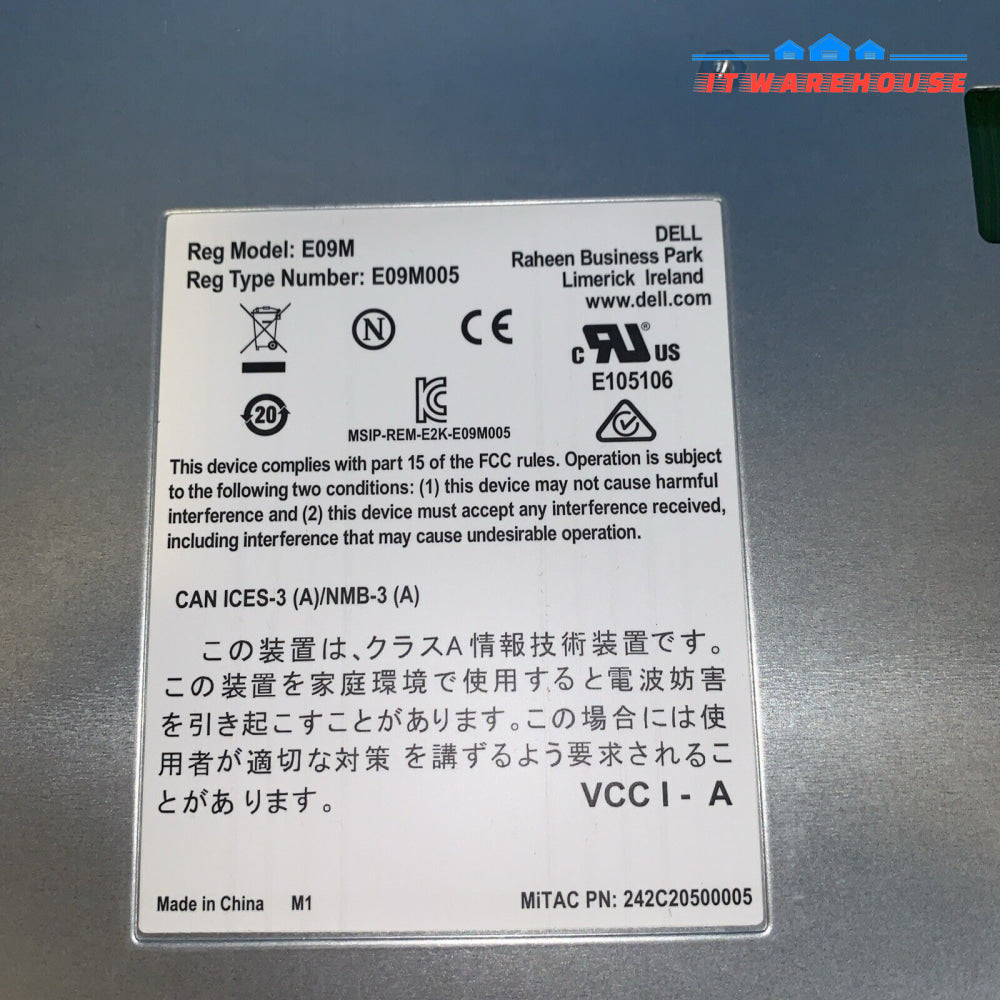 IT WAREHOUSE
Reg Model: E09M
Reg Type Number: E09M005
DELL
Raheen Business Park
Limerick Ireland
www.dell.com
N
CE
c RU® US
E105106
20
KC
MSIP-REM-E2K-E09M005
This device complies with part 15 of the FCC rules. Operation is subject
to the following two conditions: (1) this device may not cause harmful
interference and (2) this device must accept any interference received,
including interference that may cause undesirable operation.
CAN ICES-3 (A)/NMB-3 (A)
この装置は、クラスA情報技術装置です。
この装置を家庭環境で使用すると電波妨害
を引き起こすことがあります。この場合には使
用者が適切な対策 を講ずるよう要求されるこ
とがあります。
VCCI - A
Made in China M1
MiTAC PN: 242C20500005